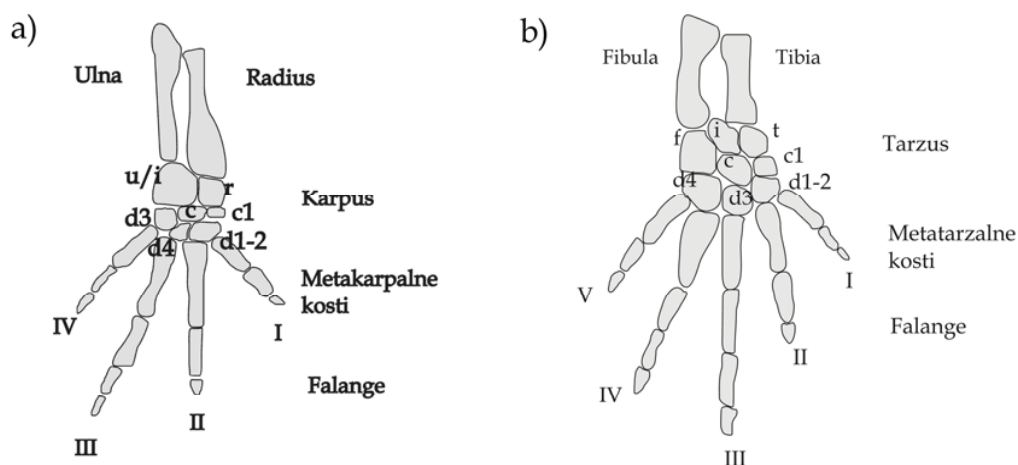 a)
Ulna
Radius
u/i
r
Karpus
c
c1
d3
d4
d1-2
Metakarpalne
kosti
IV
I
Falange
II
III
b)
Fibula
Tibia
f
i
t
Tarzus
c
c1
d4
d3
d1-2
Metatarzalne
kosti
V
I
Falange
II
IV
III